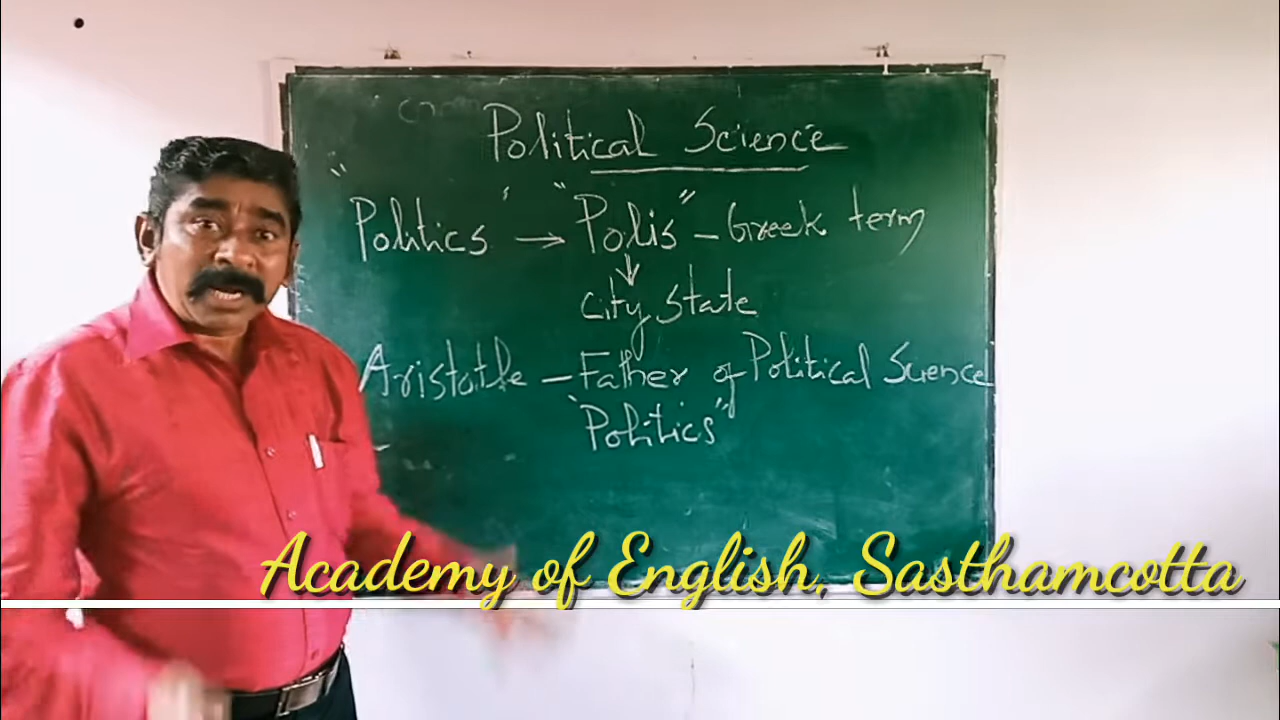 Political Science
"Politics" → "Polis" - Greek term
City State
Aristotle - Father of Political Science
"Politics"
Academy of English, Sasthamcotta